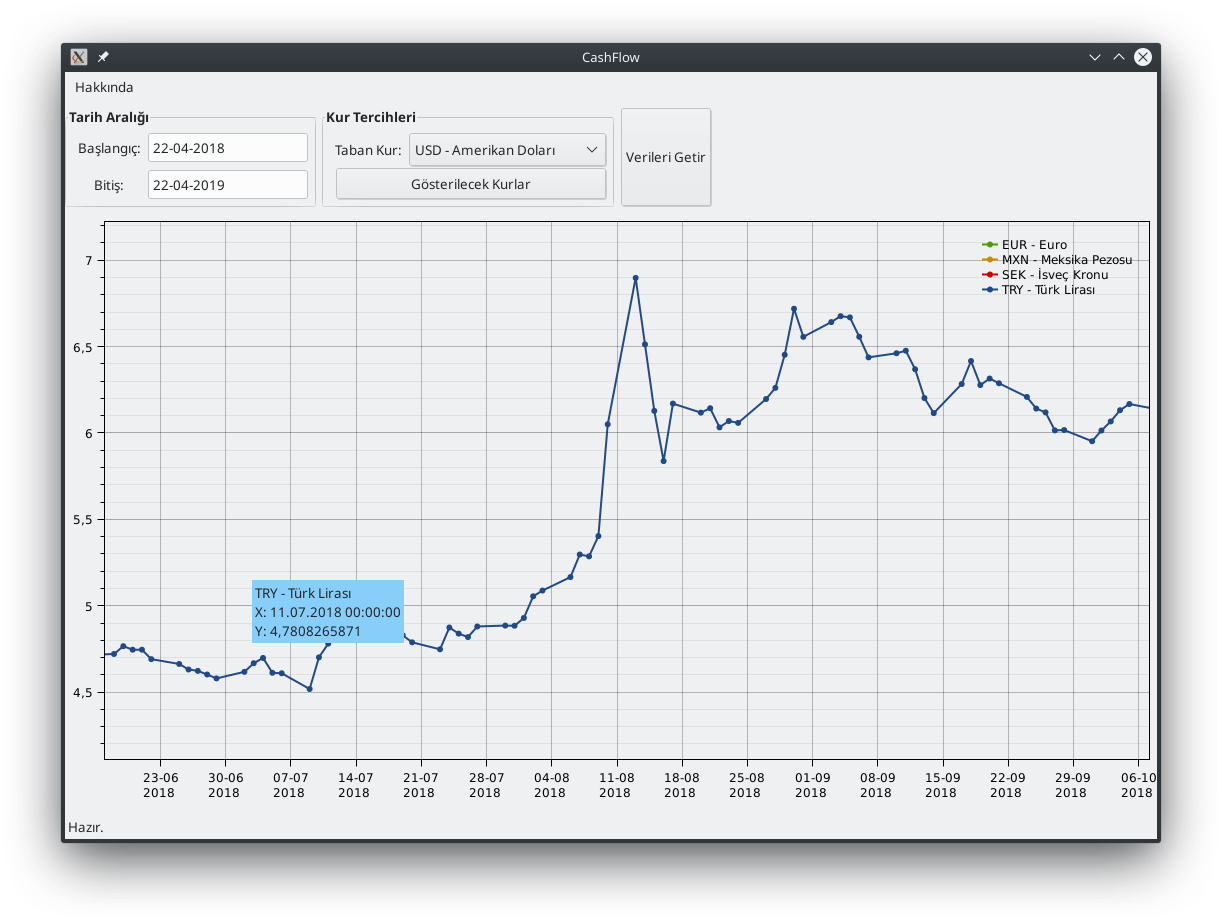 CashFlow
Hakkında
Tarih Aralığı
Başlangıç: 22-04-2018
Bitiş: 22-04-2019
Kur Tercihleri
Taban Kur: USD - Amerikan Doları
Gösterilecek Kurlar
Verileri Getir
EUR - Euro
MXN - Meksika Pezosu
SEK - İsveç Kronu
TRY - Türk Lirası
7
6,5
6
5,5
5
4,5
TRY - Türk Lirası
X: 11.07.2018 00:00:00
Y: 4,7808265871
23-06 30-06 07-07 14-07 21-07 28-07 04-08 11-08 18-08 25-08 01-09 08-09 15-09 22-09 29-09 06-10
2018 2018 2018 2018 2018 2018 2018 2018 2018 2018 2018 2018 2018 2018 2018 2018
Hazır.